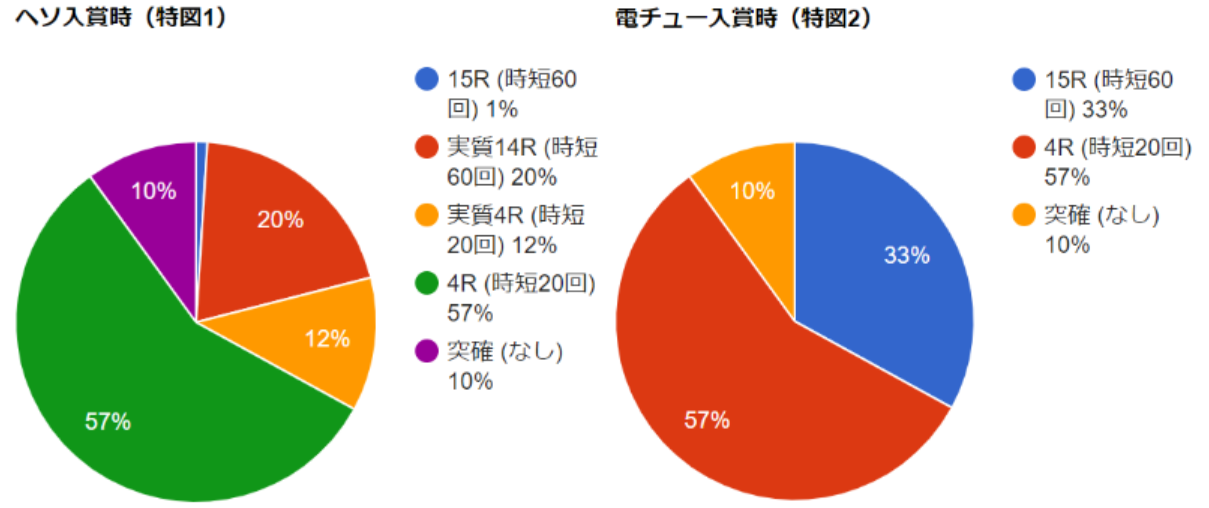 ヘソ入賞時（特図1）
15R (時短60
回) 1%
実質14R (時短
60回) 20%
実質4R (時短
20回) 12%
4R (時短20回)
57%
突確 (なし)
10%
10%
20%
12%
57%
電チュー入賞時（特図2）
15R (時短60
回) 33%
4R (時短20回)
57%
突確 (なし)
10%
10%
33%
57%